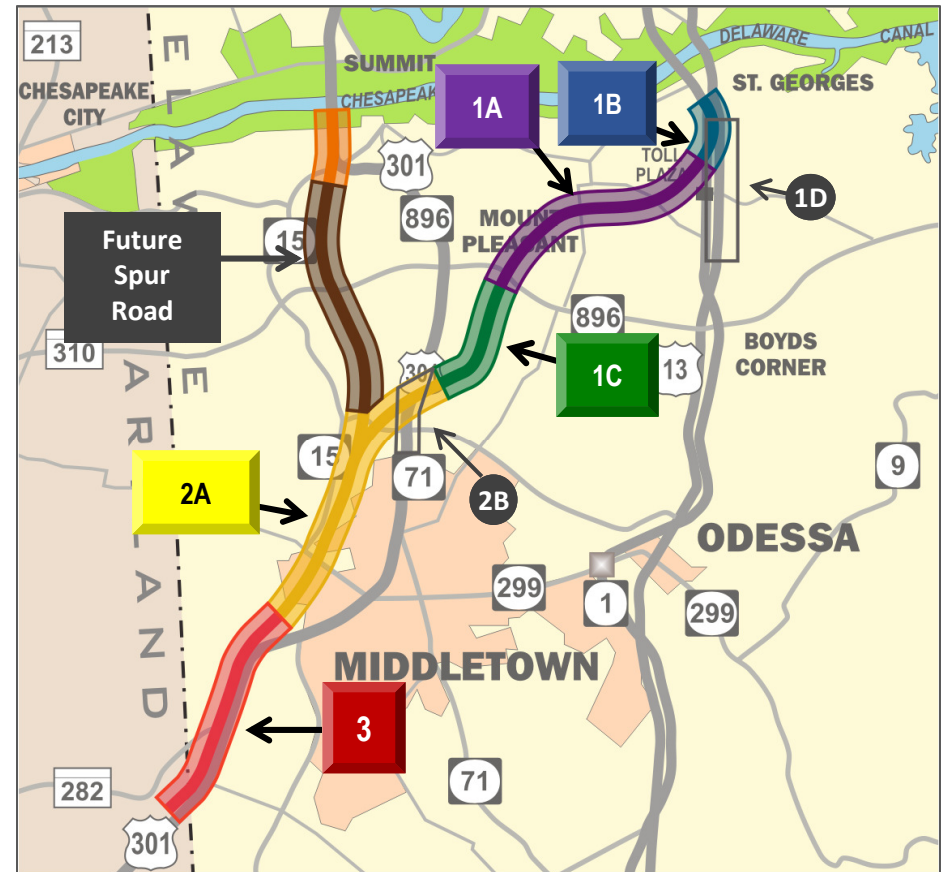 213
DELAWARE
CANAL
SUMMIT
CHESAPEAKE
CITY
ST. GEORGES
1A
1B
301
TOLL
PLAZA
1D
896
15
MOUNT
PLEASANT
Future
Spur
Road
896
BOYDS
CORNER
310
13
1C
15
71
9
2A
2B
ODESSA
299
1
299
MIDDLETOWN
3
71
282
301